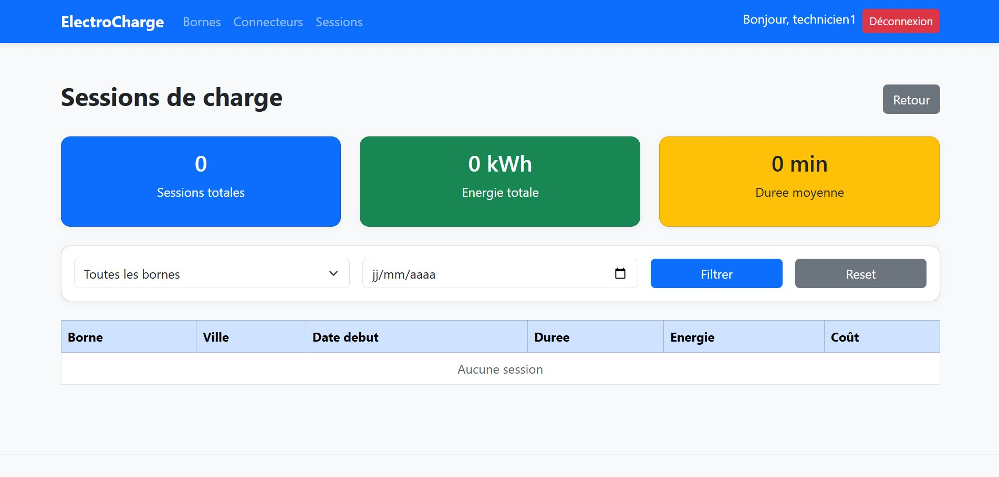 ElectroCharge Bornes Connecteurs Sessions Bonjour, technicien1 Déconnexion
Sessions de charge Retour
0 0 kWh 0 min
Sessions totales Energie totale Duree moyenne
Toutes les bornes jj/mm/aaaa Filtrer Reset
Borne Ville Date debut Duree Energie Coût
Aucune session